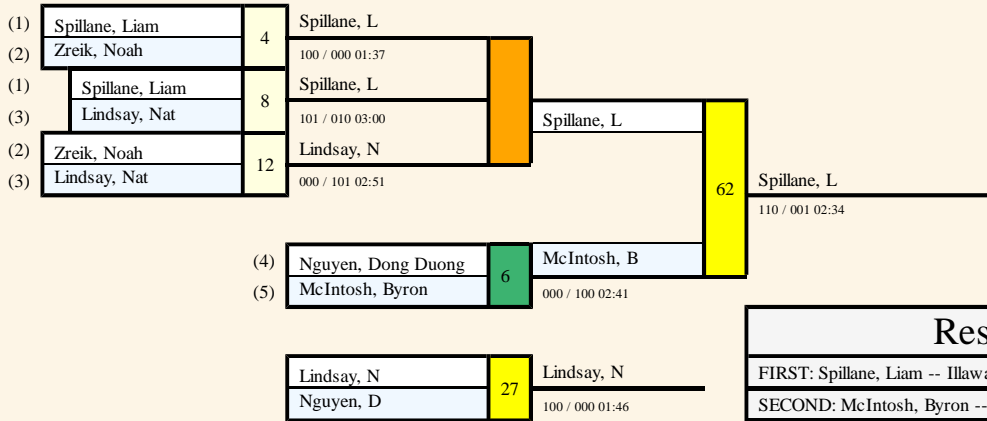 (1) Spillane, Liam 4 Spillane, L
(2) Zreik, Noah 100 / 000 01:37
(1) Spillane, Liam 8 Spillane, L
(3) Lindsay, Nat 101 / 010 03:00
(2) Zreik, Noah 12 Lindsay, N
(3) Lindsay, Nat 000 / 101 02:51
Spillane, L
62 Spillane, L
110 / 001 02:34
(4) Nguyen, Dong Duong 6 McIntosh, B
(5) McIntosh, Byron 000 / 100 02:41
Res
Lindsay, N 27 Lindsay, N
Nguyen, D 100 / 000 01:46
FIRST: Spillane, Liam -- Illawa
SECOND: McIntosh, Byron --